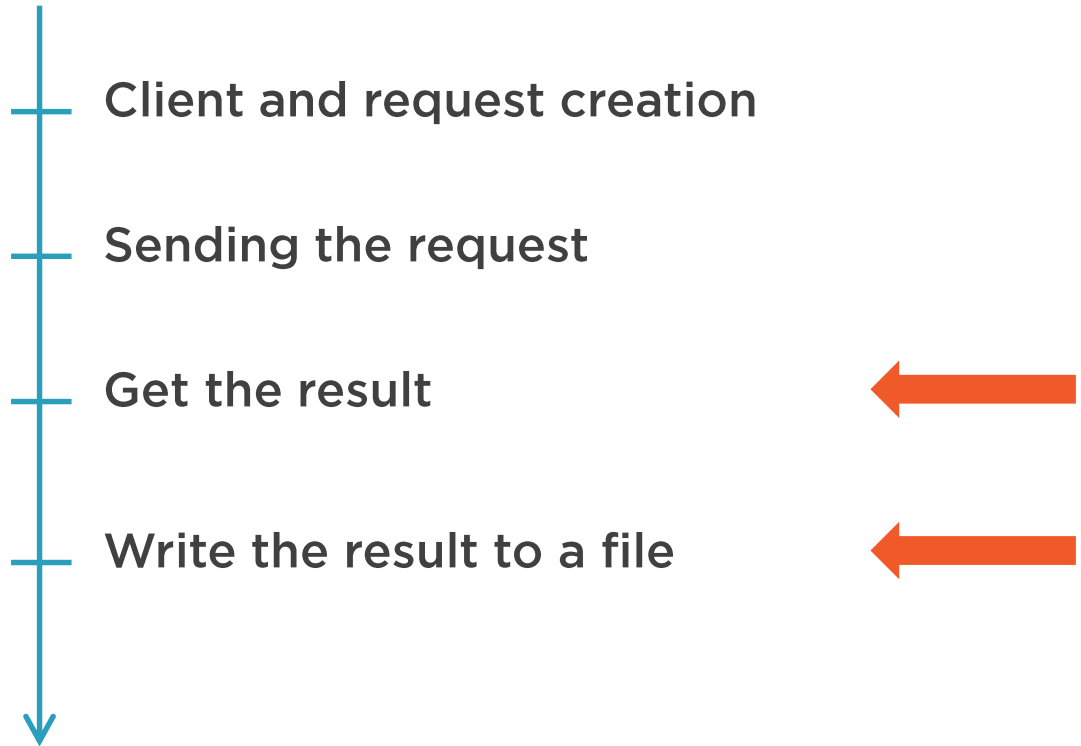 Client and request creation
Sending the request
Get the result
Write the result to a file